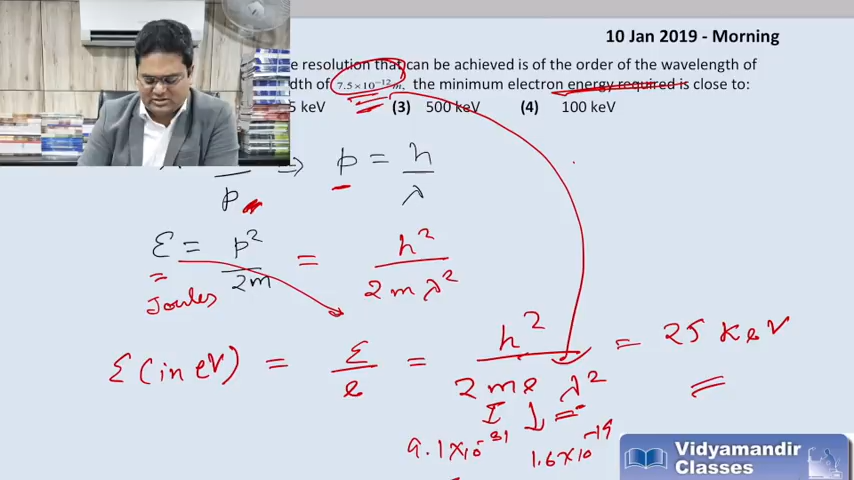 10 Jan 2019 - Morning
e resolution that can be achieved is of the order of the wavelength of
dth of 7.5×10⁻¹²m, the minimum electron energy required is close to:
5 keV (3) 500 keV (4) 100 keV
p ⇒ p = h/λ
ε = p²/2m = h²/2mλ²
Joules
ε(in eV) = ε/e = h²/2meλ² = 25 keV
9.1×10⁻³¹ 1.6×10⁻¹⁹
Vidyamandir
Classes